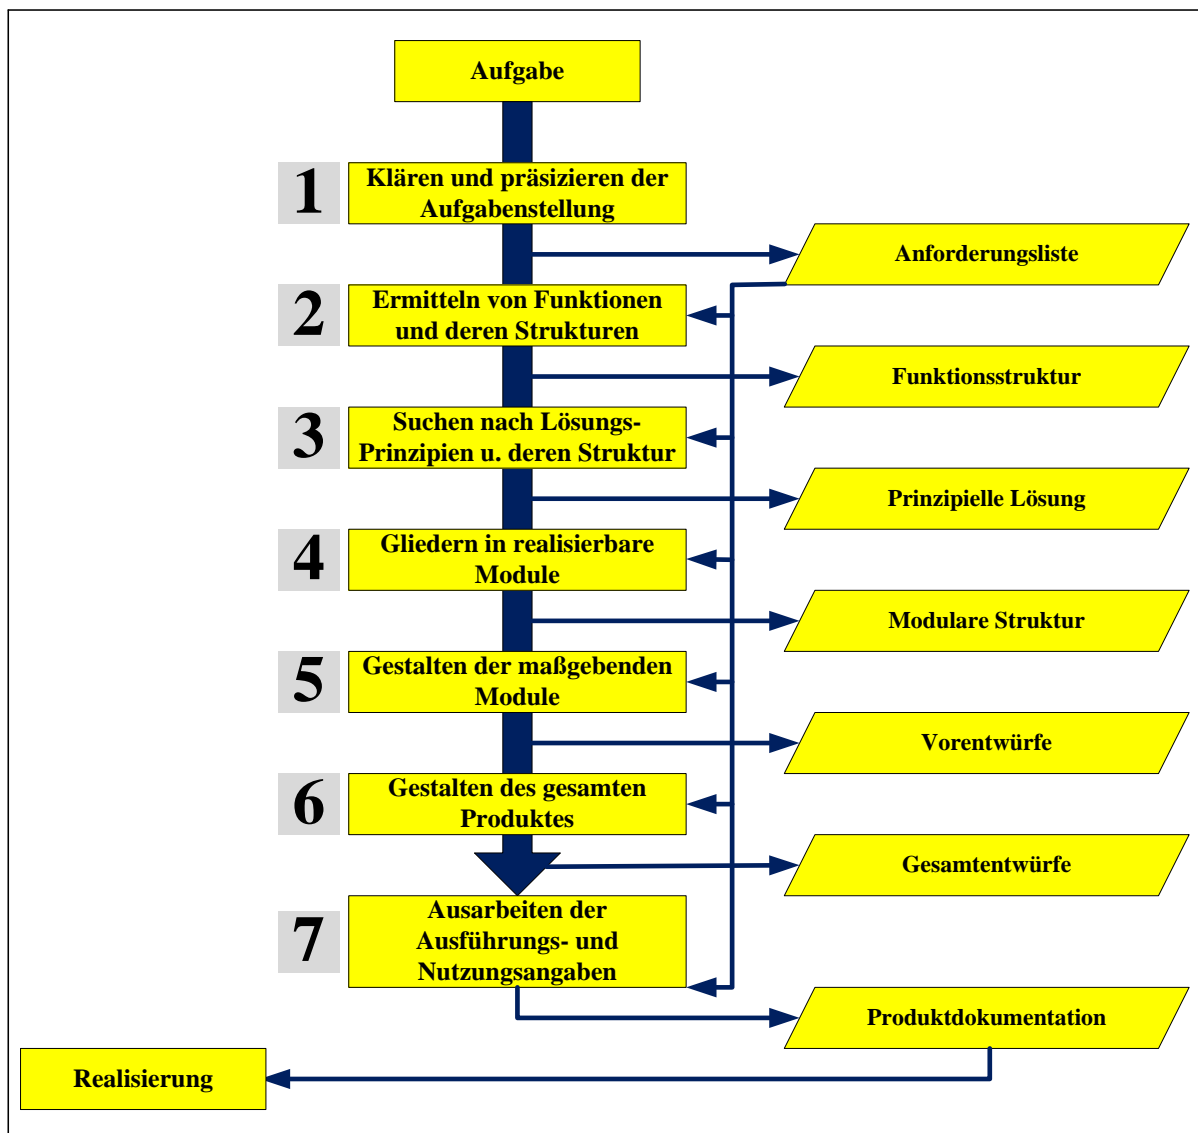 Aufgabe
1
Klären und präsizieren der
Aufgabenstellung
Anforderungsliste
2
Ermitteln von Funktionen
und deren Strukturen
Funktionsstruktur
3
Suchen nach Lösungs-
Prinzipien u. deren Struktur
Prinzipielle Lösung
4
Gliedern in realisierbare
Module
Modulare Struktur
5
Gestalten der maßgebenden
Module
Vorentwürfe
6
Gestalten des gesamten
Produktes
Gesamtentwürfe
7
Ausarbeiten der
Ausführungs- und
Nutzungsangaben
Produktdokumentation
Realisierung